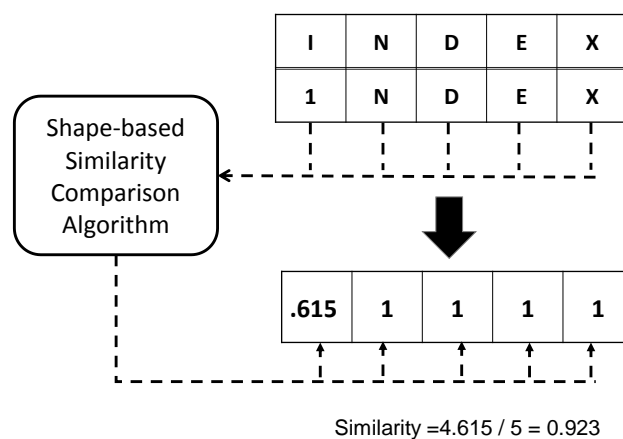 I N D E X
1 N D E X
Shape-based
Similarity
Comparison
Algorithm
.615 1 1 1 1
Similarity =4.615 / 5 = 0.923